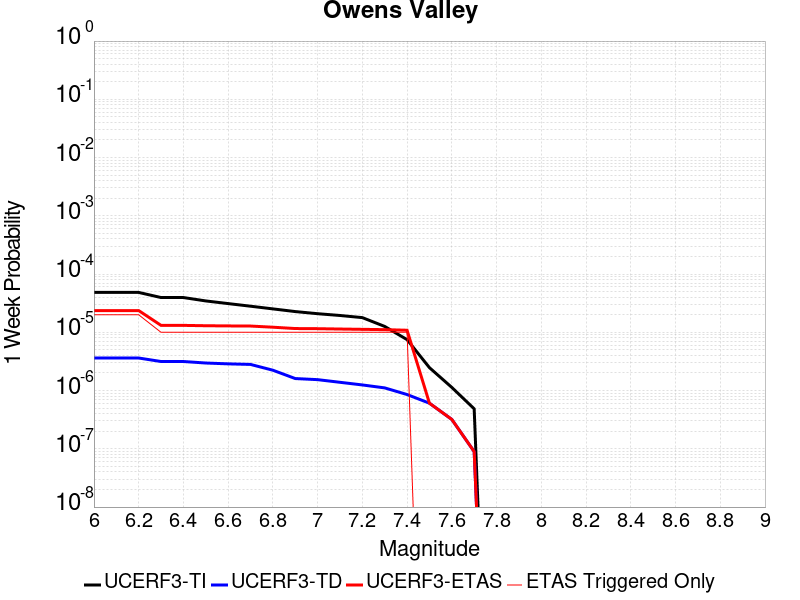 Owens Valley
10^0
10^-1
10^-2
10^-3
10^-4
10^-5
10^-6
10^-7
10^-8
1 Week Probability
6 6.2 6.4 6.6 6.8 7 7.2 7.4 7.6 7.8 8 8.2 8.4 8.6 8.8 9
Magnitude
UCERF3-TI UCERF3-TD UCERF3-ETAS ETAS Triggered Only